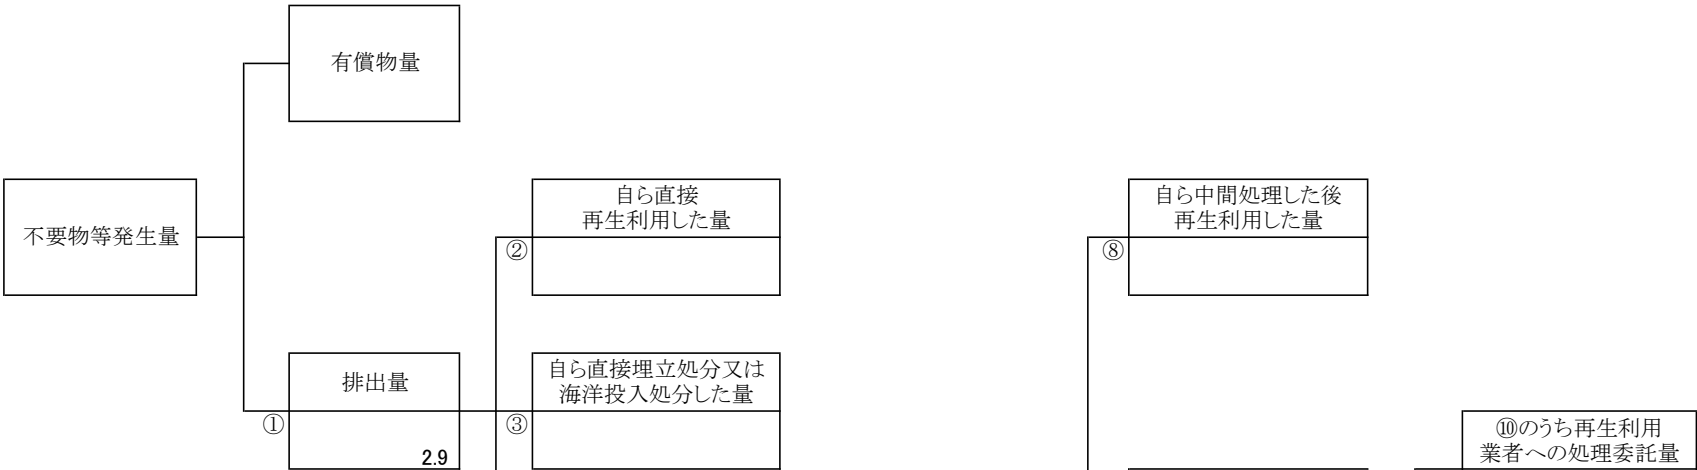 有償物量
不要物等発生量
自ら直接
再生利用した量
②
自ら中間処理した後
再生利用した量
⑧
排出量
①
2.9
自ら直接埋立処分又は
海洋投入処分した量
③
⑩のうち再生利用
業者への処理委託量